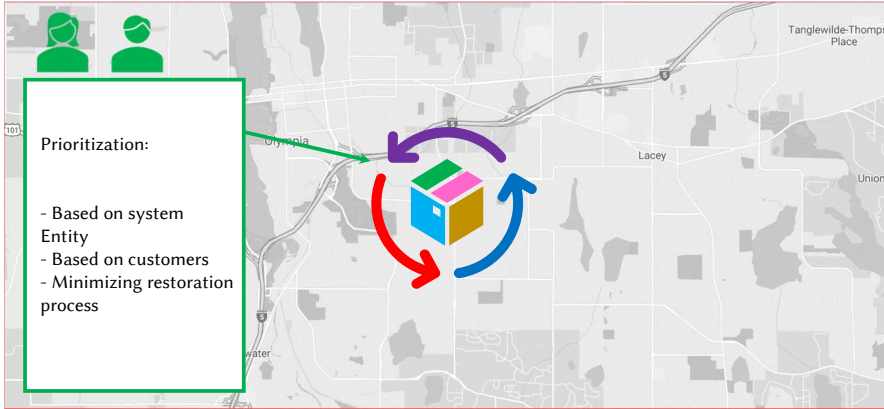 Tanglewilde-Thomps
Place
101
5
5
Olympia
Lacey
Union
Prioritization:
- Based on system
Entity
- Based on customers
- Minimizing restoration
process
5
water